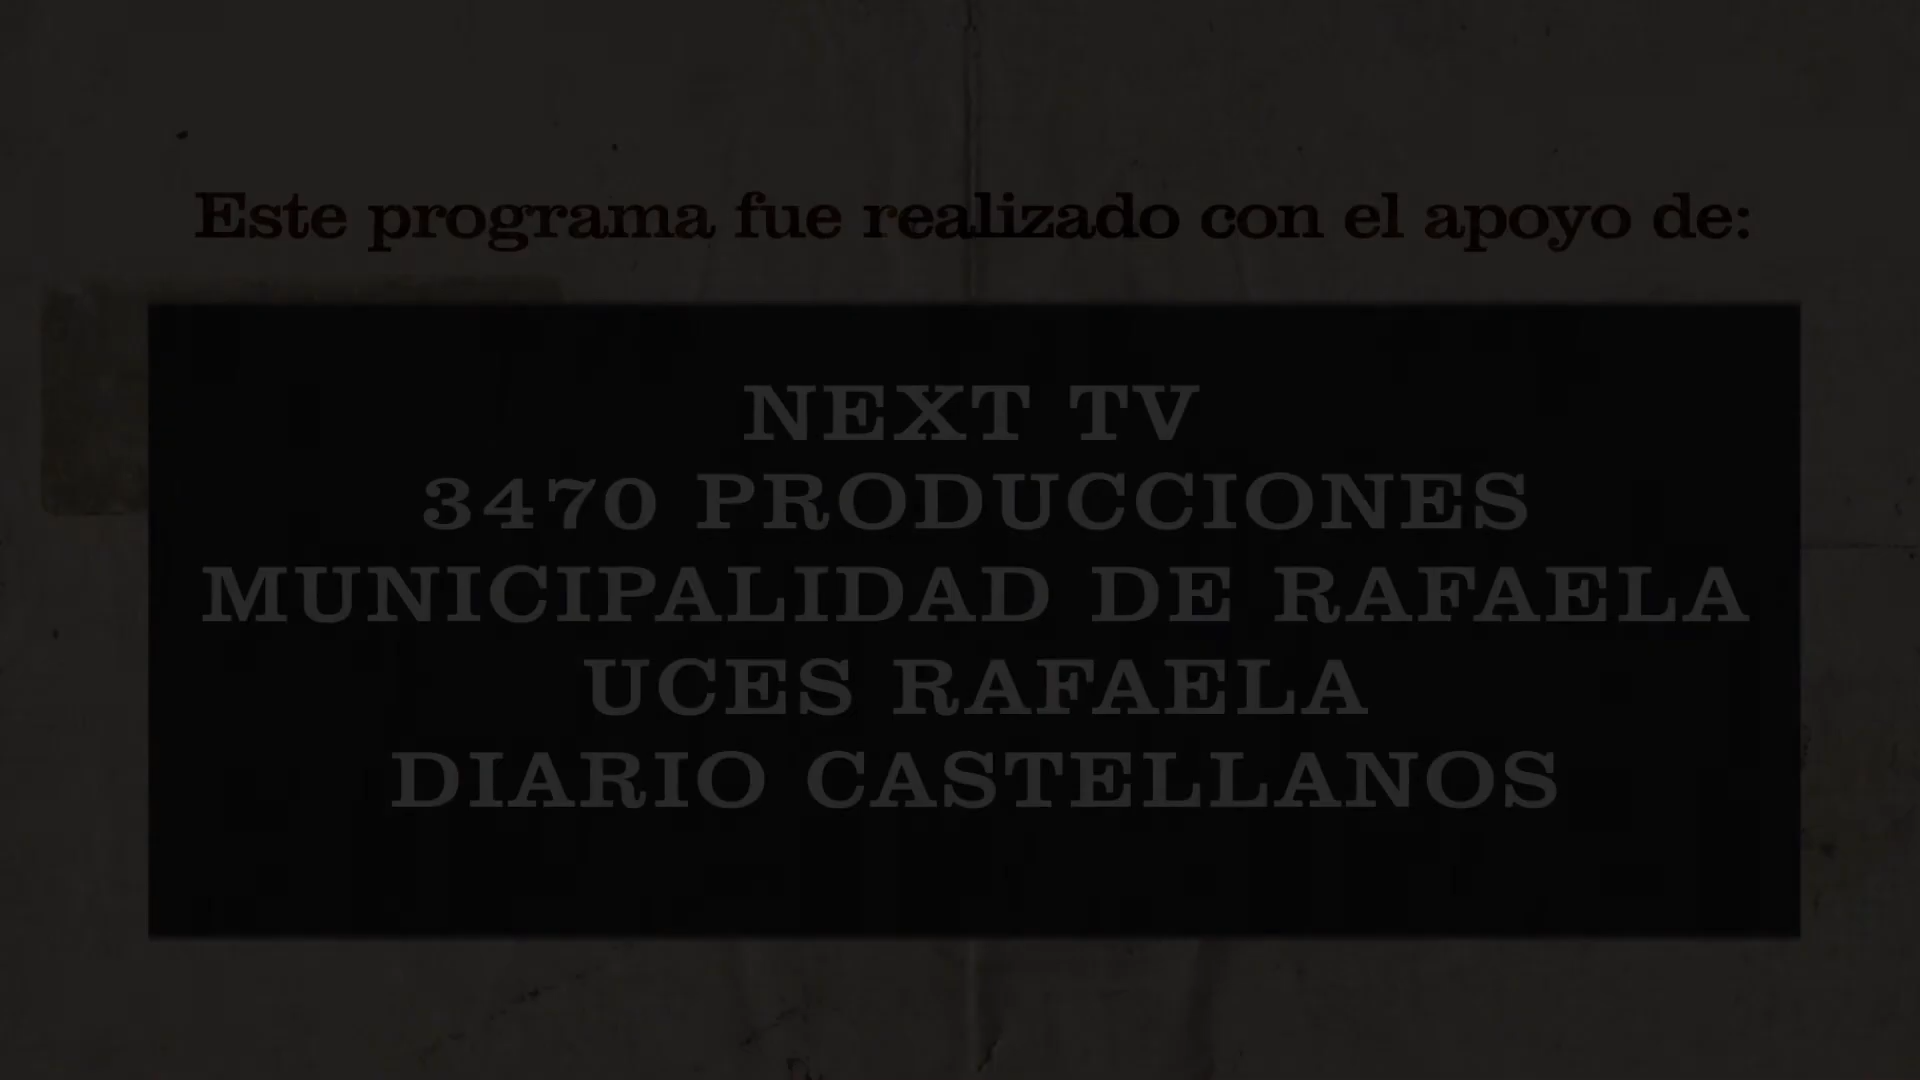 Este programa fue realizado con el apoyo de:
NEXT TV
3470 PRODUCCIONES
MUNICIPALIDAD DE RAFAELA
UCES RAFAELA
DIARIO CASTELLANOS